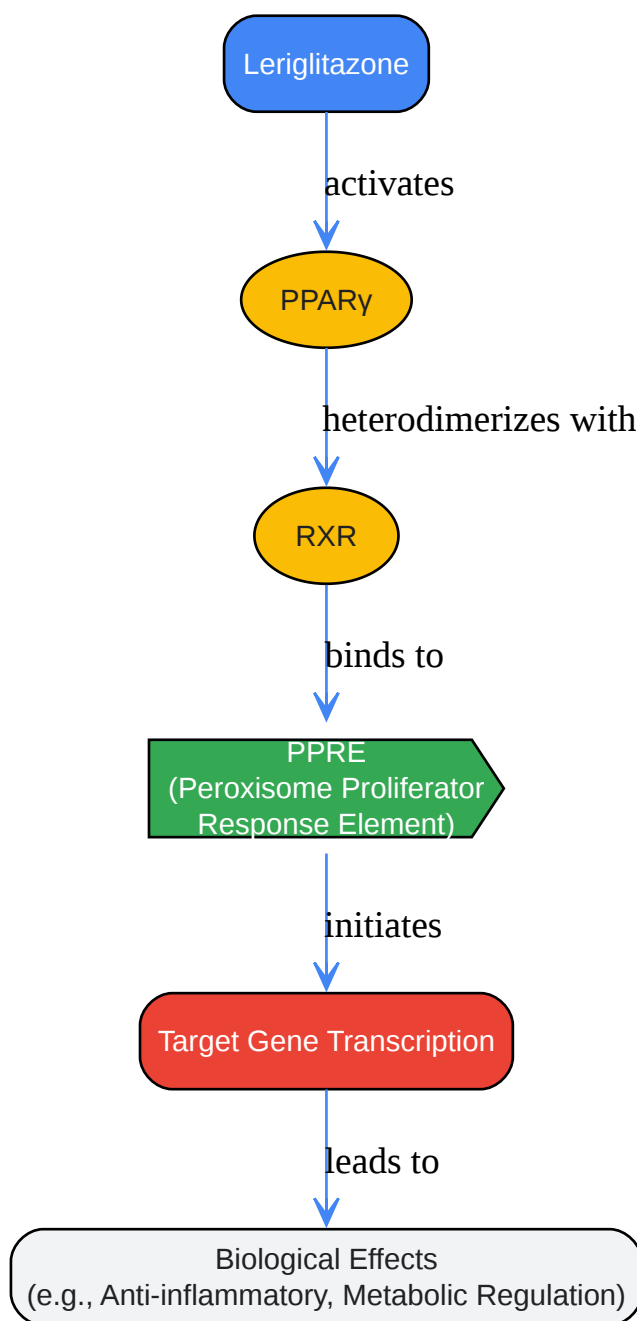 Leriglitazone
activates
PPARγ
heterodimerizes with
RXR
binds to
PPRE
(Peroxisome Proliferator
Response Element)
initiates
Target Gene Transcription
leads to
Biological Effects
(e.g., Anti-inflammatory, Metabolic Regulation)